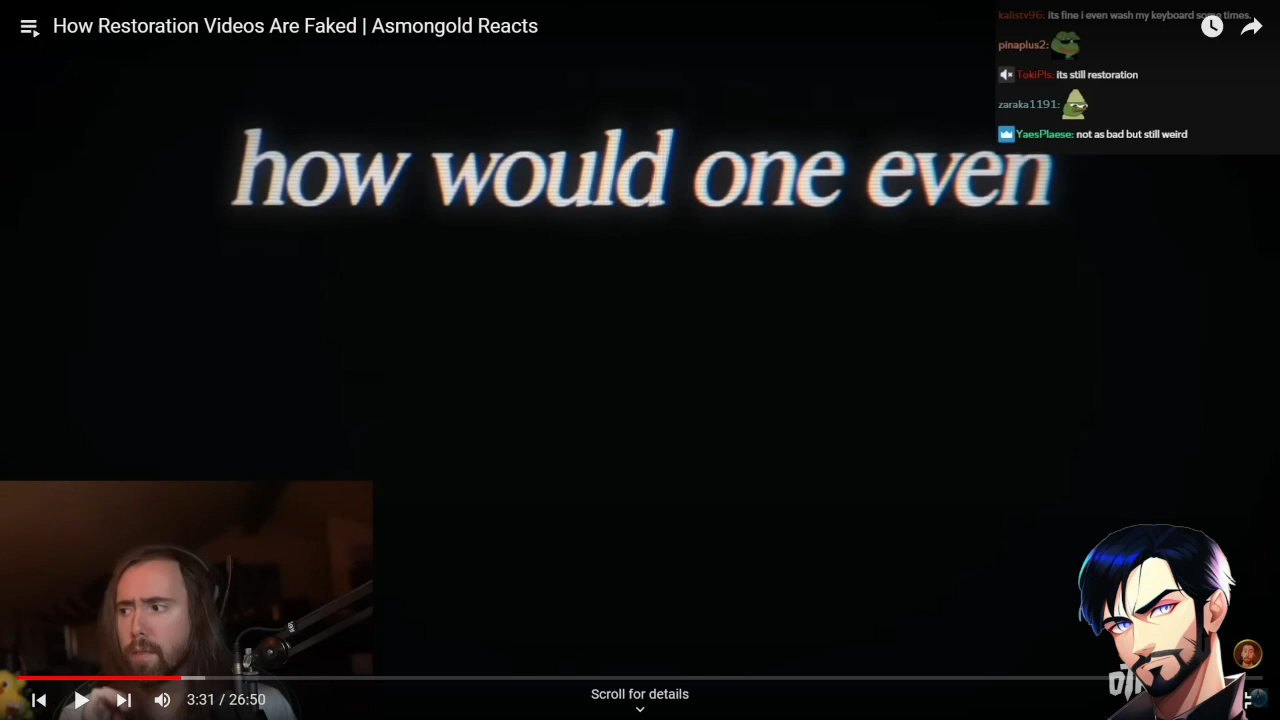 How Restoration Videos Are Faked | Asmongold Reacts
kalistv96: its fine i even wash my keyboard some times.
pinaplus2:
TokiPls: its still restoration
zaraka1191:
YaesPlaese: not as bad but still weird
how would one even
3:31 / 26:50
Scroll for details